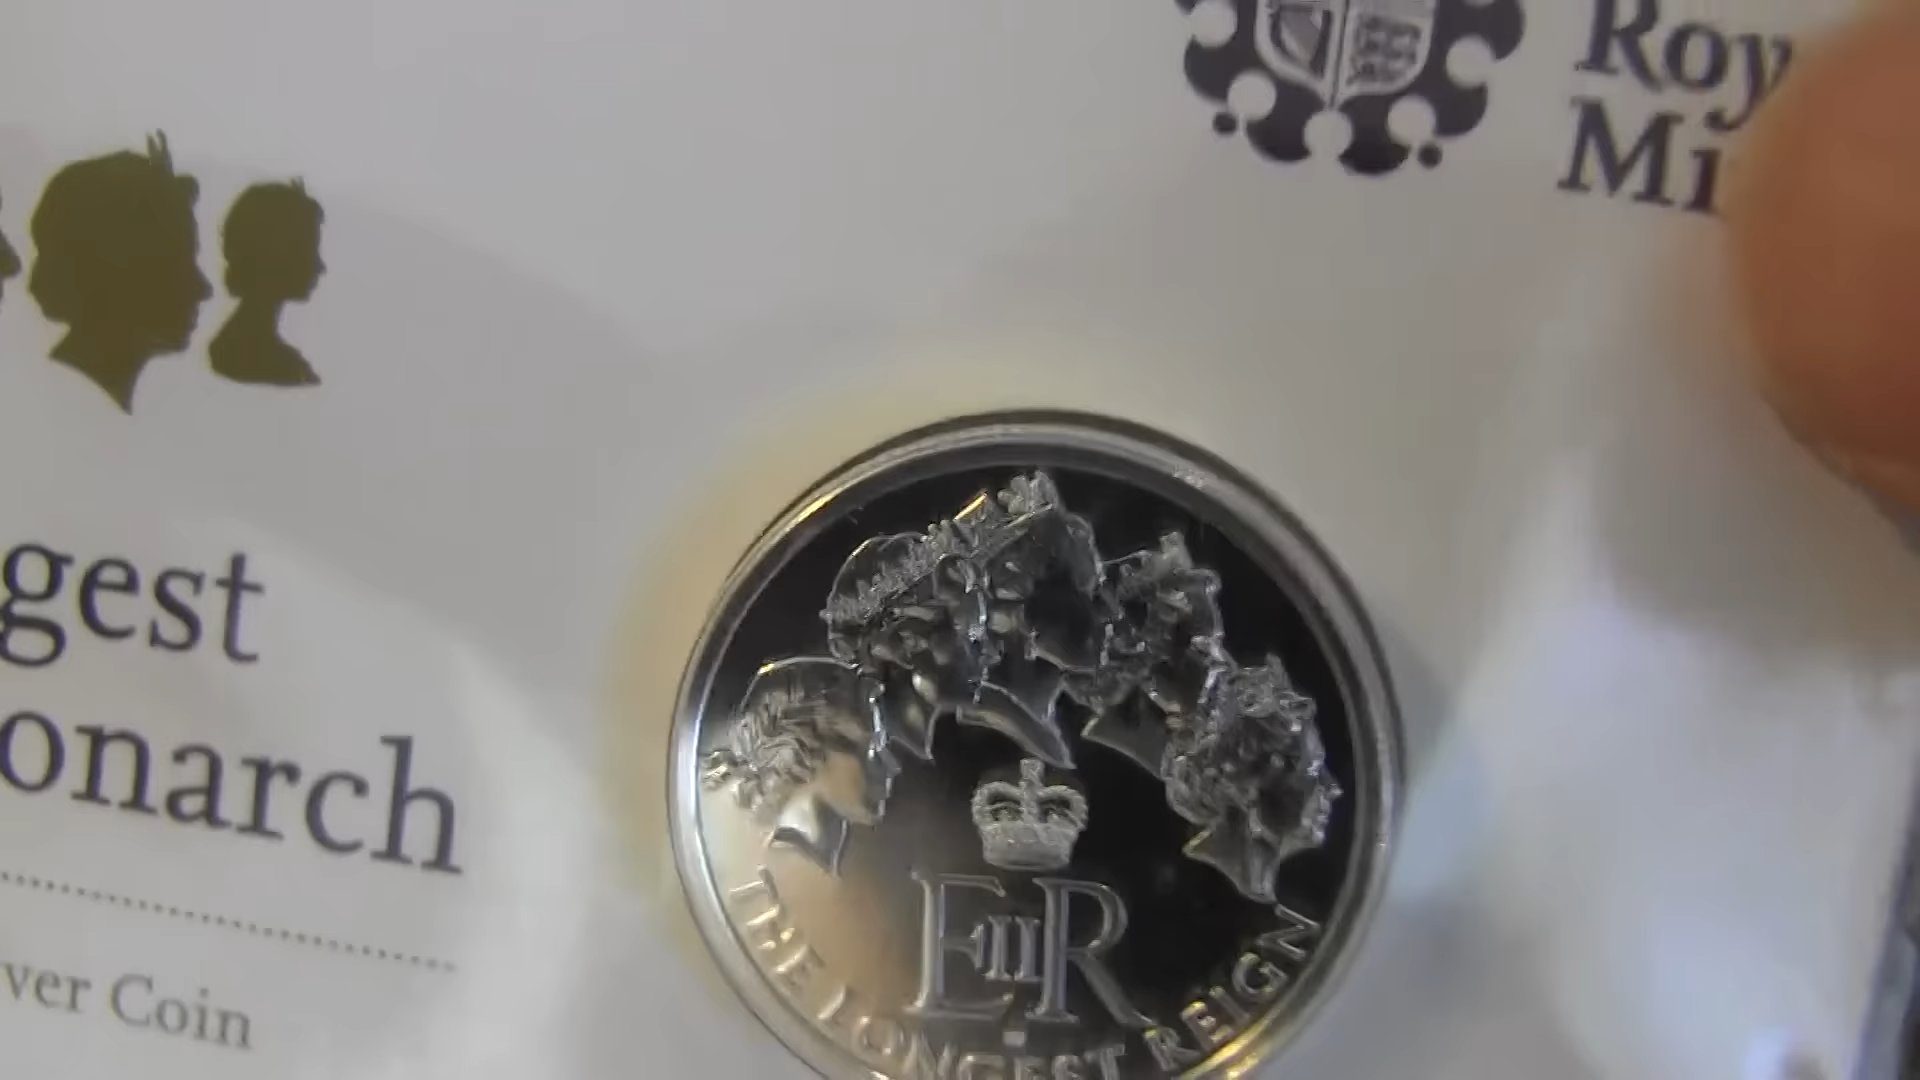 Roy
Mi
gest
onarch
ver Coin
EIIR
THE LONGEST REIGN